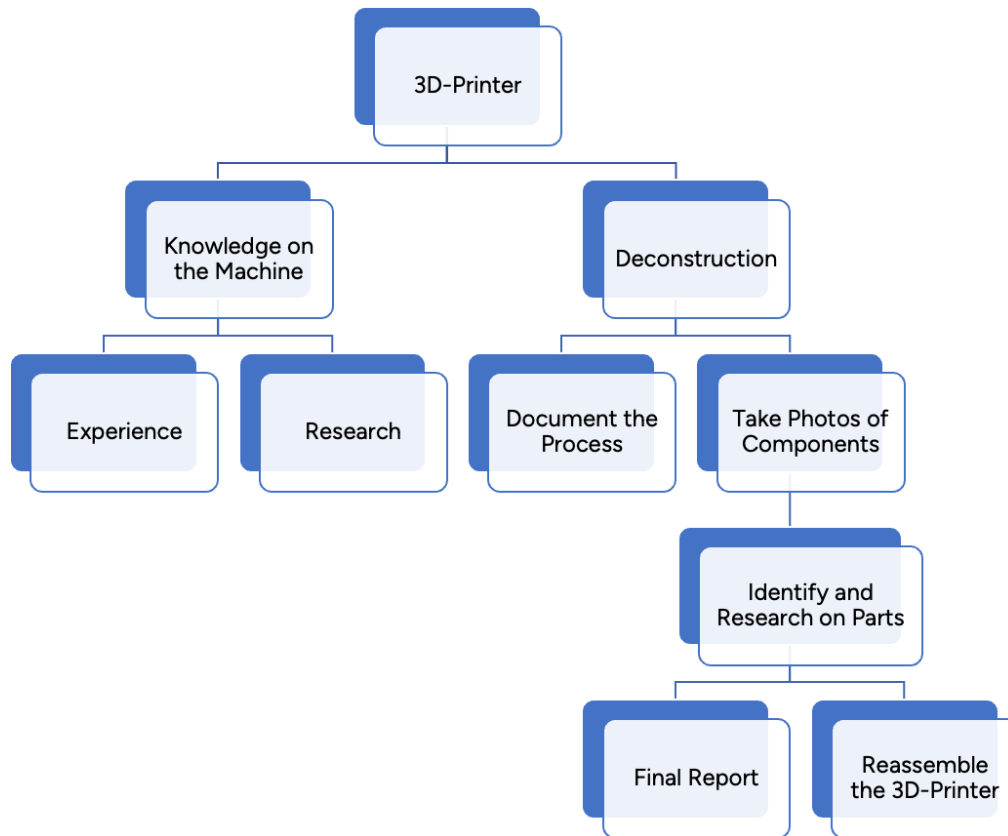 3D-Printer
Knowledge on
the Machine
Deconstruction
Experience
Research
Document the
Process
Take Photos of
Components
Identify and
Research on Parts
Final Report
Reassemble
the 3D-Printer